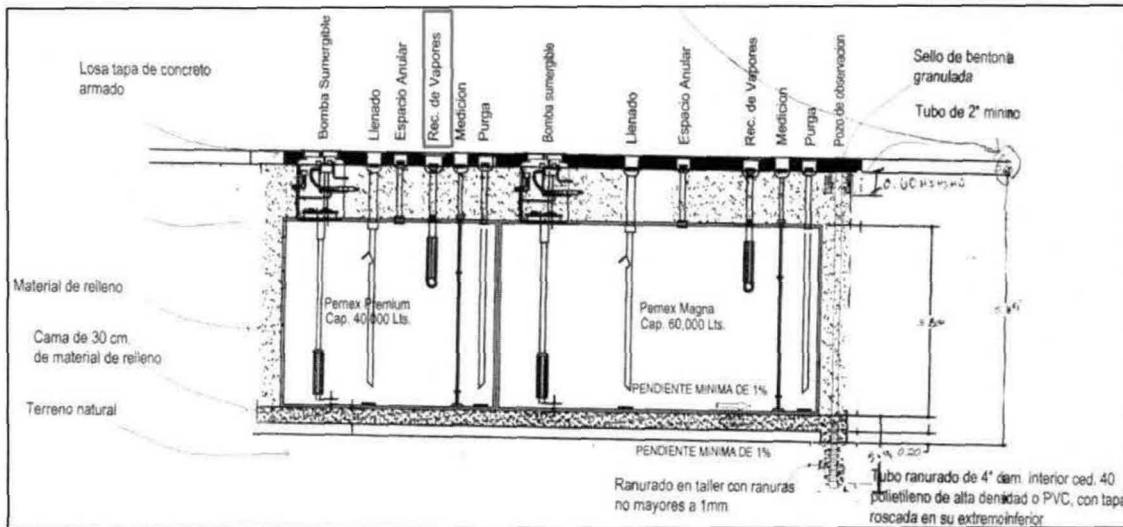 Losa tapa de concreto
armado
Bomba Sumergible
Llenado
Espacio Anular
Rec. de Vapores
Medicion
Purga
Bomba sumergible
Llenado
Espacio Anular
Rec. de Vapores
Medicion
Purga
Pozo de observacion
Sello de bentonia
granulada
Tubo de 2" minino
Material de relleno
Cama de 30 cm.
de material de relleno
Terreno natural
Pemex Premium
Cap. 40,000 Lts.
Pemex Magna
Cap. 60,000 Lts.
PENDIENTE MINIMA DE 1%
PENDIENTE MINIMA DE 1%
0.20
Ranurado en taller con ranuras
no mayores a 1mm
Tubo ranurado de 4" diam. interior ced. 40
polietileno de alta densidad o PVC, con tapa
roscada en su extremoinferior